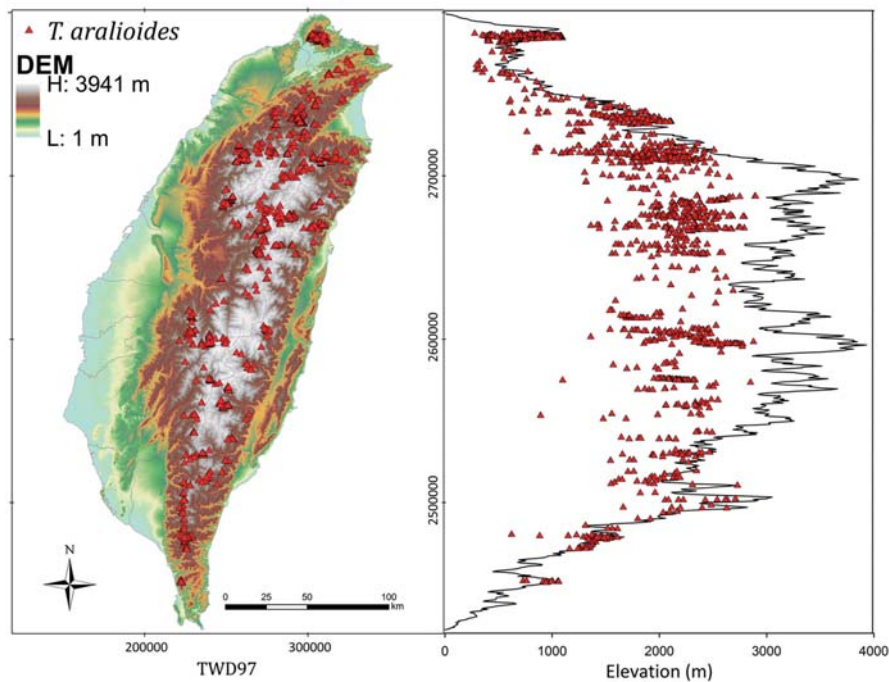 T. aralioides
DEM
H: 3941 m
L: 1 m
N
0 50 100
km
200000 300000
TWD97
2700000
2600000
2500000
0 1000 2000 3000 4000
Elevation (m)